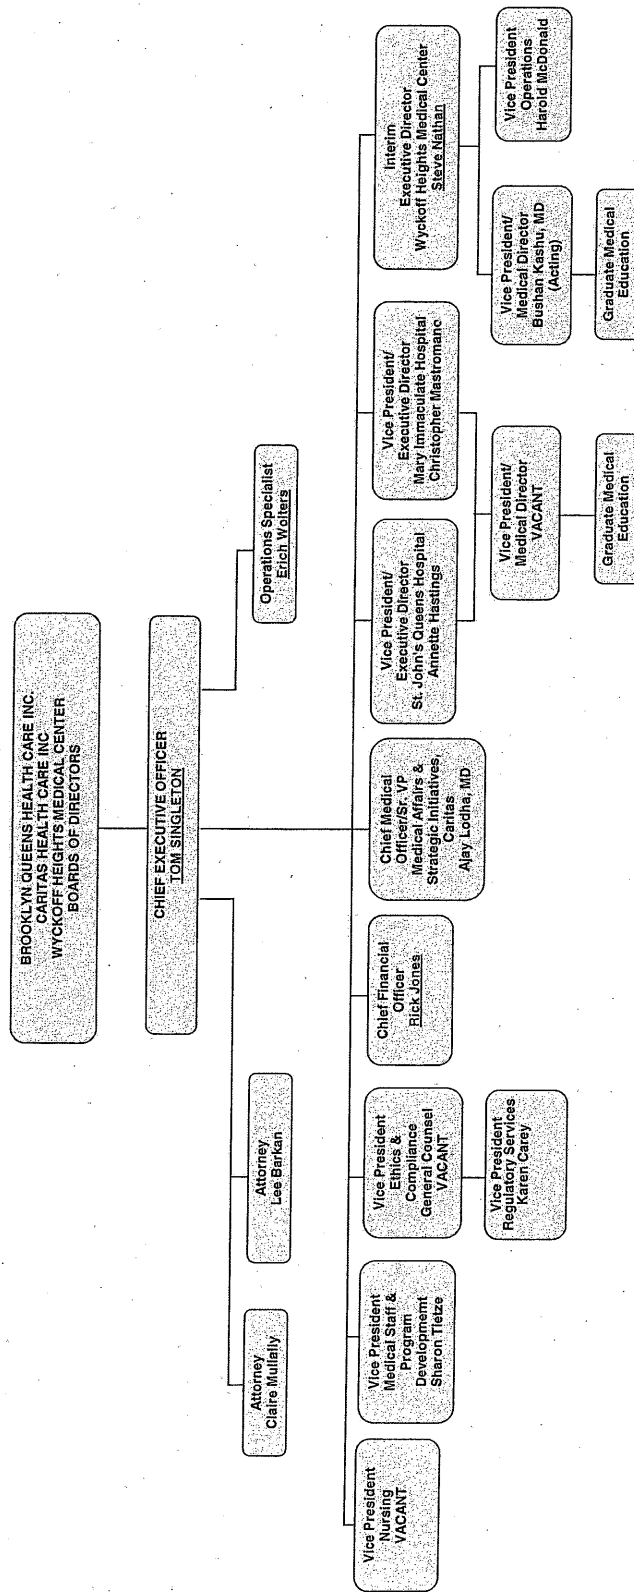 BROOKLYN QUEENS HEALTH CARE INC.
CARITAS HEALTH CARE INC
WYCKOFF HEIGHTS MEDICAL CENTER
BOARDS OF DIRECTORS
CHIEF EXECUTIVE OFFICER
TOM SINGLETON
Attorney
Claire Mullally
Attorney
Lee Barkan
Operations Specialist
Erich Wolters
Vice President
Nursing
VACANT
Vice President
Medical Staff &
Program
Developmemt
Sharon Tietze
Vice President
Ethics &
Compliance
General Counsel
VACANT
Chief Financial
Officer
Rick Jones
Chief Medical
Officer/Sr. VP
Medical Affairs &
Strategic Initiatives,
Caritas
Ajay Lodha, MD
Vice President/
Executive Director
St. John's Queens Hospital
Annette Hastings
Vice President/
Executive Director
Mary Immaculate Hospital
Christopher Mastromano
Interim
Executive Director
Wyckoff Heights Medical Center
Steve Nathan
Vice President
Regulatory Services
Karen Carey
Vice President/
Medical Director
VACANT
Vice President/
Medical Director
Bushan Kashu, MD
(Acting)
Vice President
Operations
Harold McDonald
Graduate Medical
Education
Graduate Medical
Education